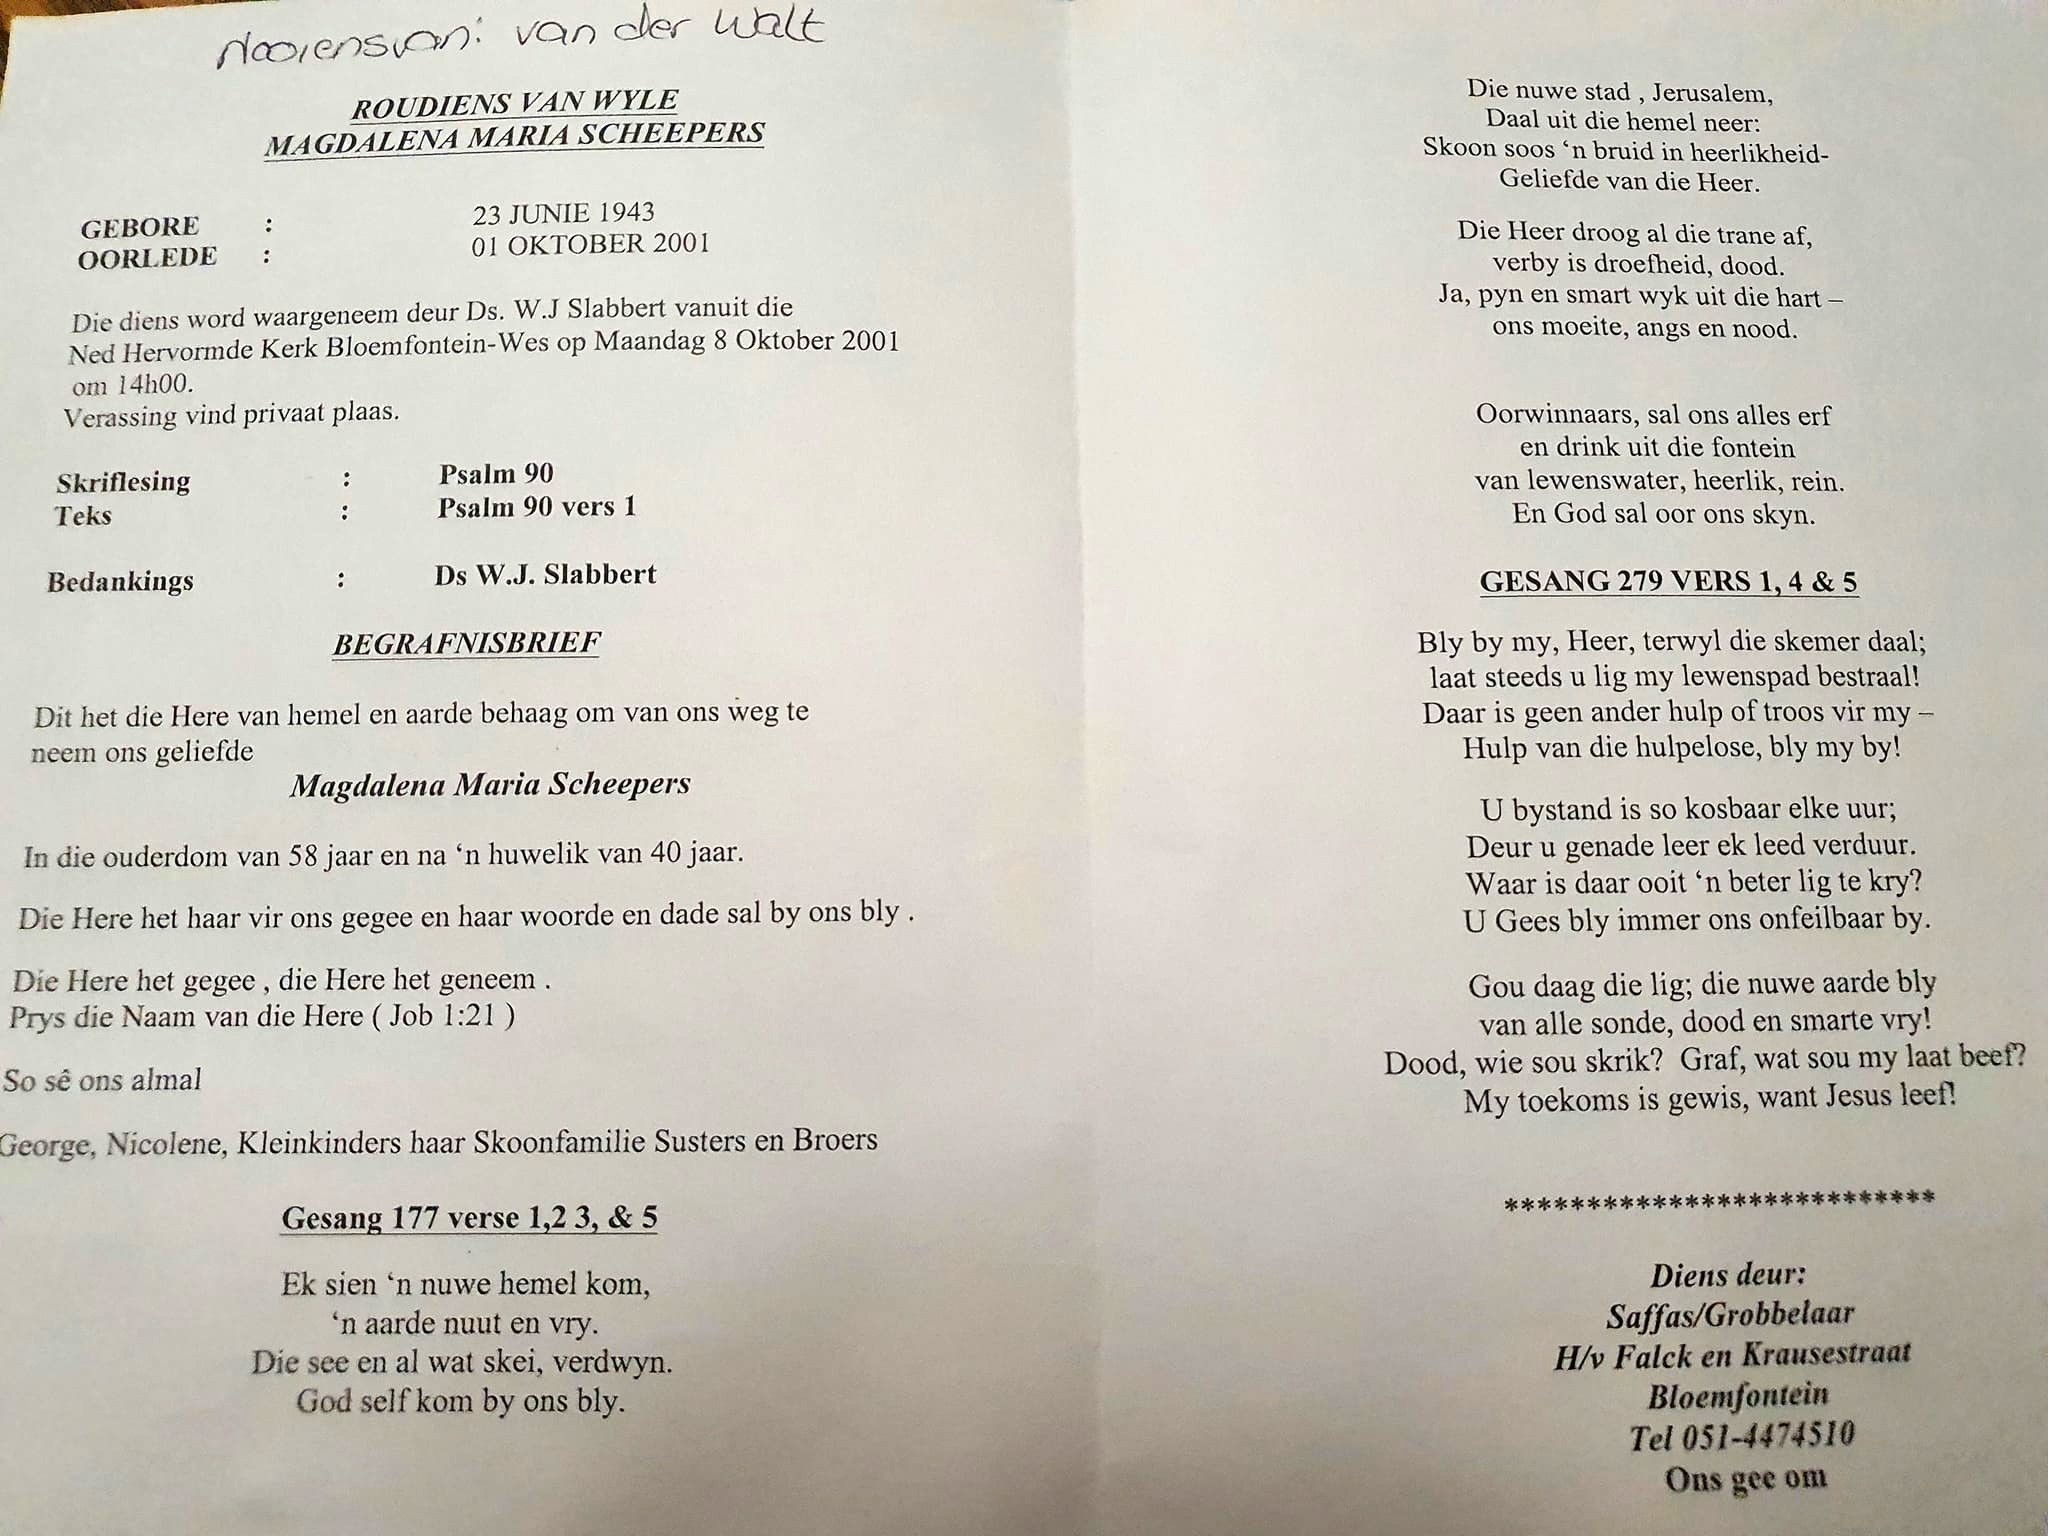 Nooiensvan: van der Walt
ROUDIENS VAN WYLE
MAGDALENA MARIA SCHEEPERS
GEBORE : 23 JUNIE 1943
OORLEDE : 01 OKTOBER 2001
Die diens word waargeneem deur Ds. W.J Slabbert vanuit die
Ned Hervormde Kerk Bloemfontein-Wes op Maandag 8 Oktober 2001
om 14h00.
Verassing vind privaat plaas.
Skriflesing : Psalm 90
Teks : Psalm 90 vers 1
Bedankings : Ds W.J. Slabbert
BEGRAFNISBRIEF
Dit het die Here van hemel en aarde behaag om van ons weg te
neem ons geliefde
Magdalena Maria Scheepers
In die ouderdom van 58 jaar en na ‘n huwelik van 40 jaar.
Die Here het haar vir ons gegee en haar woorde en dade sal by ons bly .
Die Here het gegee , die Here het geneem .
Prys die Naam van die Here ( Job 1:21 )
So sê ons almal
George, Nicolene, Kleinkinders haar Skoonfamilie Susters en Broers
Gesang 177 verse 1,2 3, & 5
Ek sien ‘n nuwe hemel kom,
‘n aarde nuut en vry.
Die see en al wat skei, verdwyn.
God self kom by ons bly.
Die nuwe stad , Jerusalem,
Daal uit die hemel neer:
Skoon soos ‘n bruid in heerlikheid-
Geliefde van die Heer.
Die Heer droog al die trane af,
verby is droefheid, dood.
Ja, pyn en smart wyk uit die hart –
ons moeite, angs en nood.
Oorwinnaars, sal ons alles erf
en drink uit die fontein
van lewenswater, heerlik, rein.
En God sal oor ons skyn.
GESANG 279 VERS 1, 4 & 5
Bly by my, Heer, terwyl die skemer daal;
laat steeds u lig my lewenspad bestraal!
Daar is geen ander hulp of troos vir my –
Hulp van die hulpelose, bly my by!
U bystand is so kosbaar elke uur;
Deur u genade leer ek leed verduur.
Waar is daar ooit ‘n beter lig te kry?
U Gees bly immer ons onfeilbaar by.
Gou daag die lig; die nuwe aarde bly
van alle sonde, dood en smarte vry!
Dood, wie sou skrik? Graf, wat sou my laat beef?
My toekoms is gewis, want Jesus leef!
***************************
Diens deur:
Saffas/Grobbelaar
H/v Falck en Krausestraat
Bloemfontein
Tel 051-4474510
Ons gee om